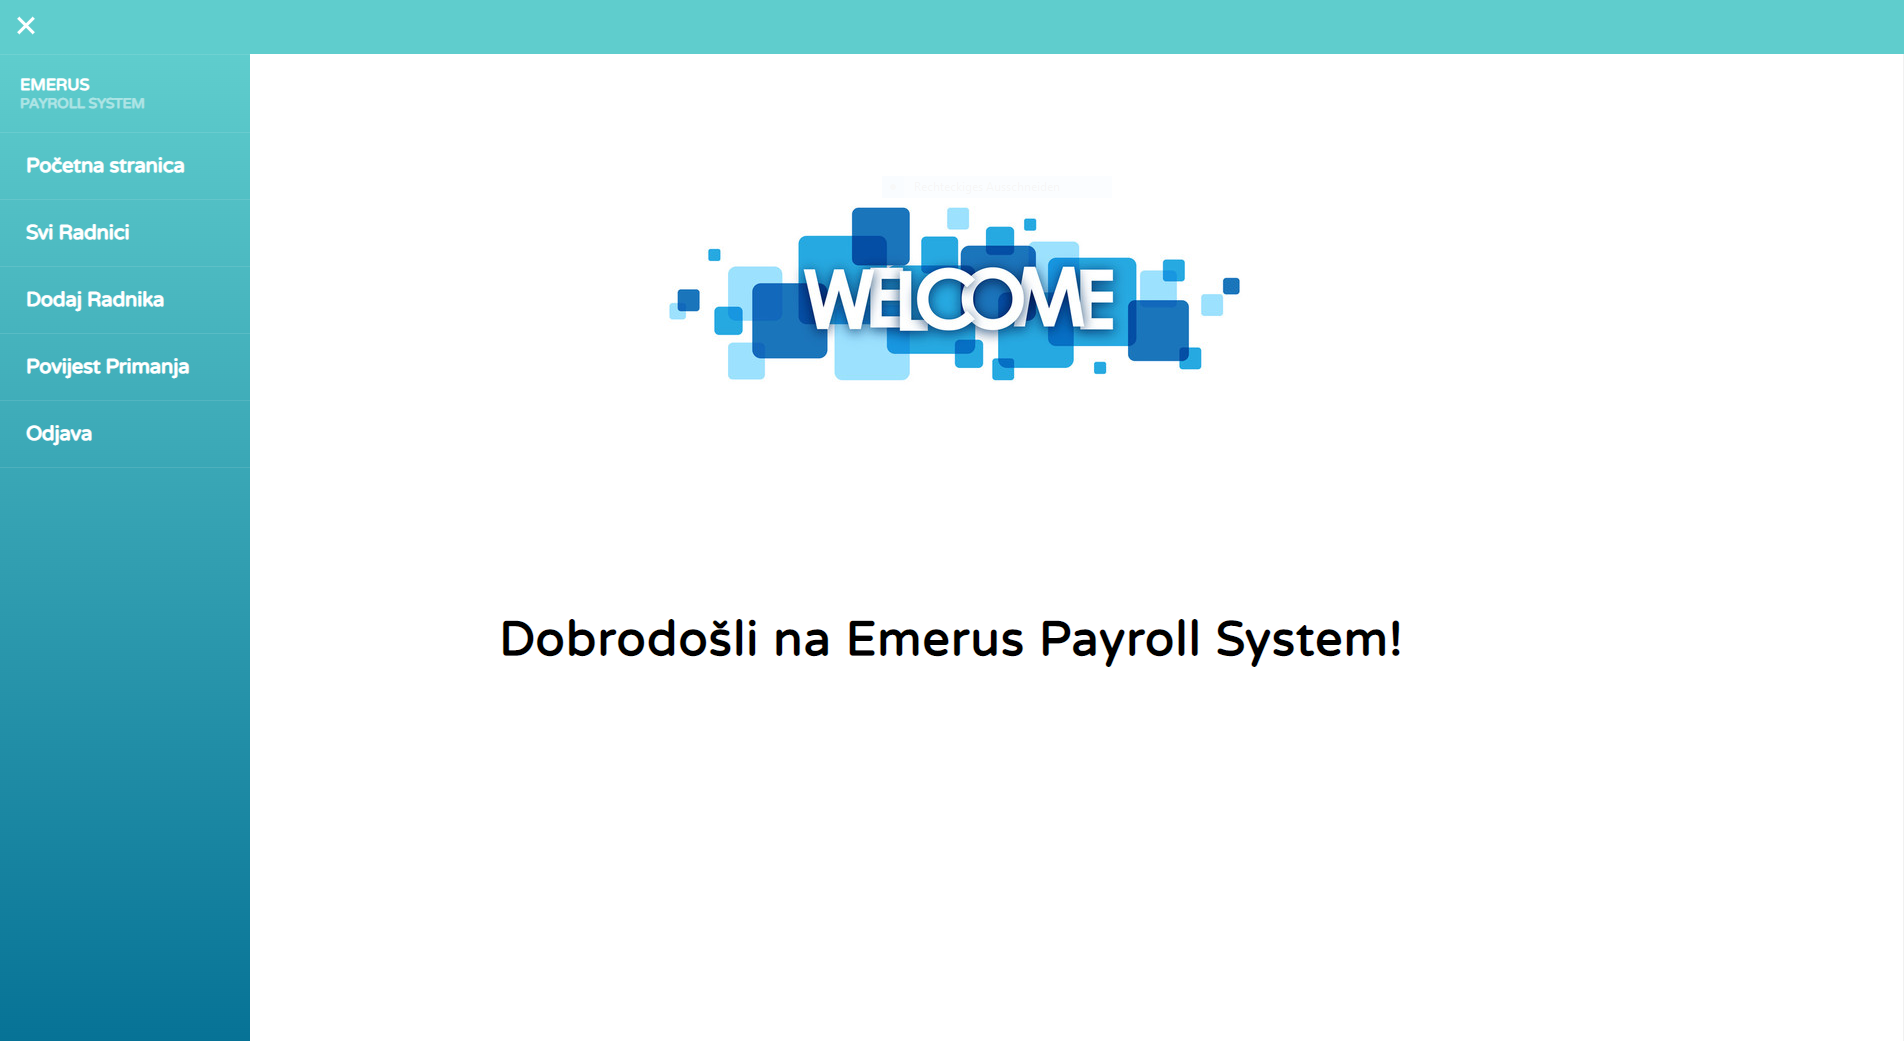 EMERUS
PAYROLL SYSTEM
Početna stranica
Svi Radnici
Dodaj Radnika
Povijest Primanja
Odjava
WELCOME
Dobrodošli na Emerus Payroll System!